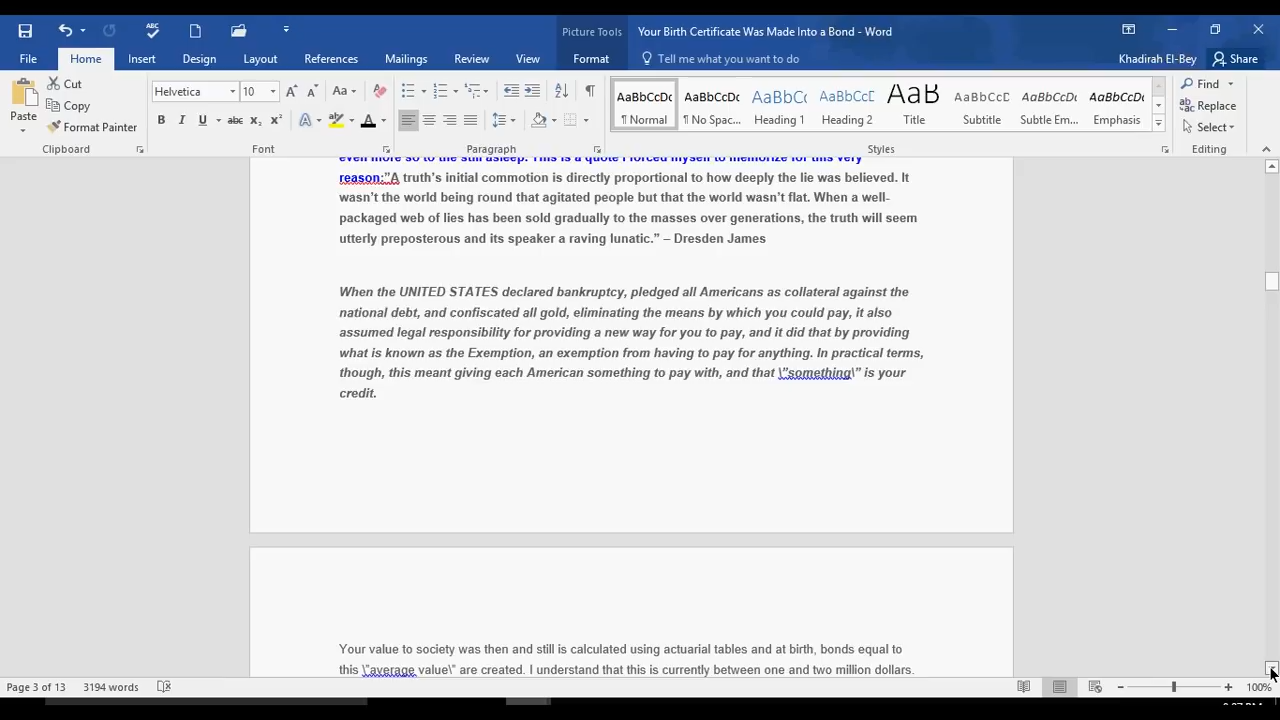 Picture Tools
Your Birth Certificate Was Made Into a Bond - Word
File Home Insert Design Layout References Mailings Review View Format Tell me what you want to do Khadirah El-Bey Share
Cut
Copy
Format Painter
Paste
Clipboard
Helvetica 10
Font
Paragraph
AaBbCcDc AaBbCcDc AaBbCc AaBbCcC AaB AaBbCcD AaBbCcDc AaBbCcDc
¶ Normal ¶ No Spac... Heading 1 Heading 2 Title Subtitle Subtle Em... Emphasis
Styles
Find
Replace
Select
Editing
even more so to the still asleep. This is a quote I forced myself to memorize for this very
reason:”A truth’s initial commotion is directly proportional to how deeply the lie was believed. It
wasn’t the world being round that agitated people but that the world wasn’t flat. When a well-
packaged web of lies has been sold gradually to the masses over generations, the truth will seem
utterly preposterous and its speaker a raving lunatic.” – Dresden James
When the UNITED STATES declared bankruptcy, pledged all Americans as collateral against the
national debt, and confiscated all gold, eliminating the means by which you could pay, it also
assumed legal responsibility for providing a new way for you to pay, and it did that by providing
what is known as the Exemption, an exemption from having to pay for anything. In practical terms,
though, this meant giving each American something to pay with, and that \”something\” is your
credit.
Your value to society was then and still is calculated using actuarial tables and at birth, bonds equal to
this \”average value\” are created. I understand that this is currently between one and two million dollars.
Page 3 of 13 3194 words 100%